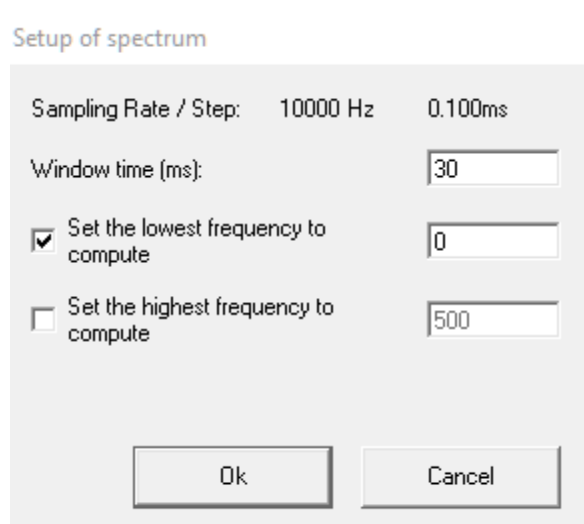 Setup of spectrum
Sampling Rate / Step: 10000 Hz 0.100ms
Window time (ms): 30
Set the lowest frequency to
compute
0
Set the highest frequency to
compute
500
Ok Cancel